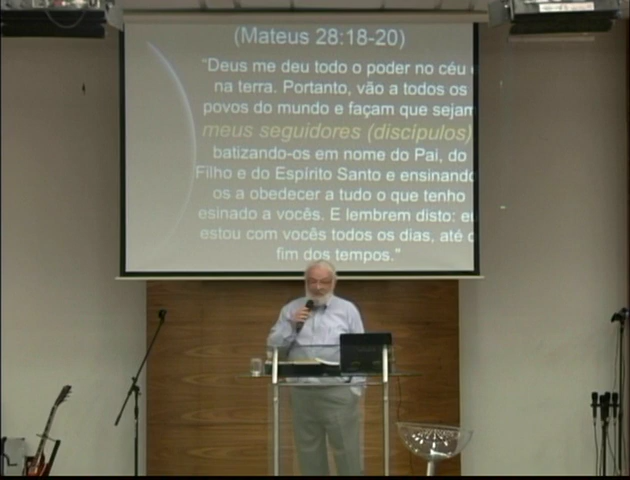 (Mateus 28:18-20)
"Deus me deu todo o poder no céu e
na terra. Portanto, vão a todos os
povos do mundo e façam que sejam
meus seguidores (discípulos)
batizando-os em nome do Pai, do
Filho e do Espírito Santo e ensinando
os a obedecer a tudo o que tenho
esinado a vocês. E lembrem disto: eu
estou com vocês todos os dias, até o
fim dos tempos."